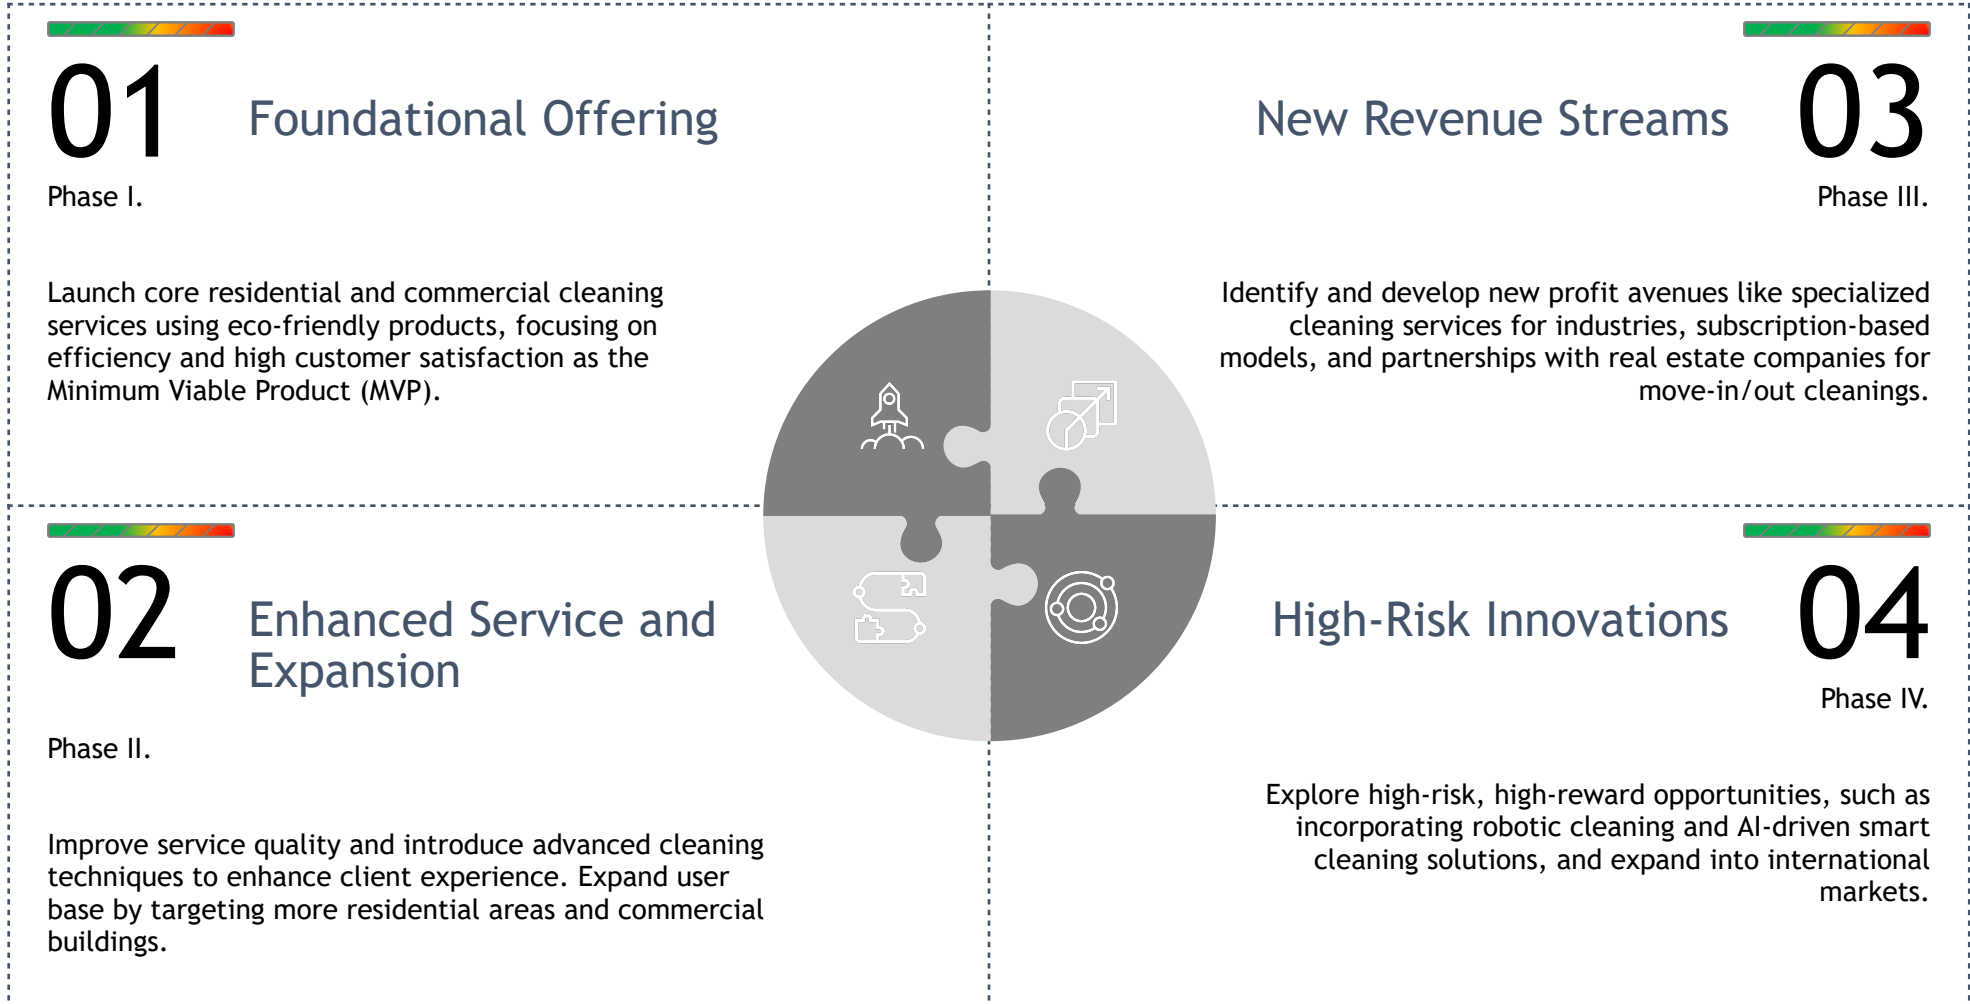 01
Foundational Offering
Phase I.
Launch core residential and commercial cleaning
services using eco-friendly products, focusing on
efficiency and high customer satisfaction as the
Minimum Viable Product (MVP).
02
Enhanced Service and
Expansion
Phase II.
Improve service quality and introduce advanced cleaning
techniques to enhance client experience. Expand user
base by targeting more residential areas and commercial
buildings.
New Revenue Streams
03
Phase III.
Identify and develop new profit avenues like specialized
cleaning services for industries, subscription-based
models, and partnerships with real estate companies for
move-in/out cleanings.
High-Risk Innovations
04
Phase IV.
Explore high-risk, high-reward opportunities, such as
incorporating robotic cleaning and AI-driven smart
cleaning solutions, and expand into international
markets.